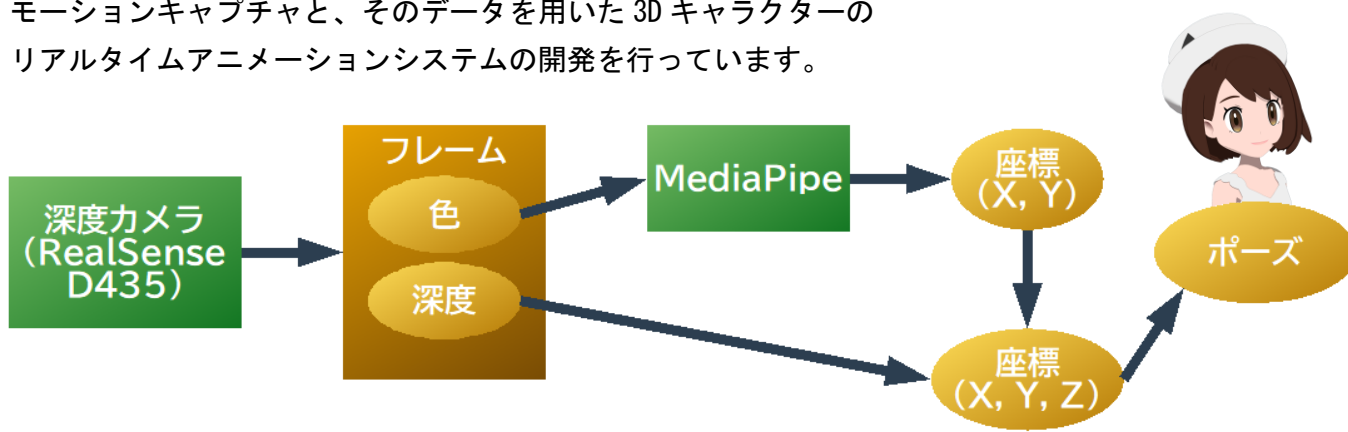 モーションキャプチャと、そのデータを用いた 3D キャラクターの
リアルタイムアニメーションシステムの開発を行っています。
深度カメラ
(RealSense
D435)
フレーム
色
深度
MediaPipe
座標
(X, Y)
座標
(X, Y, Z)
ポーズ